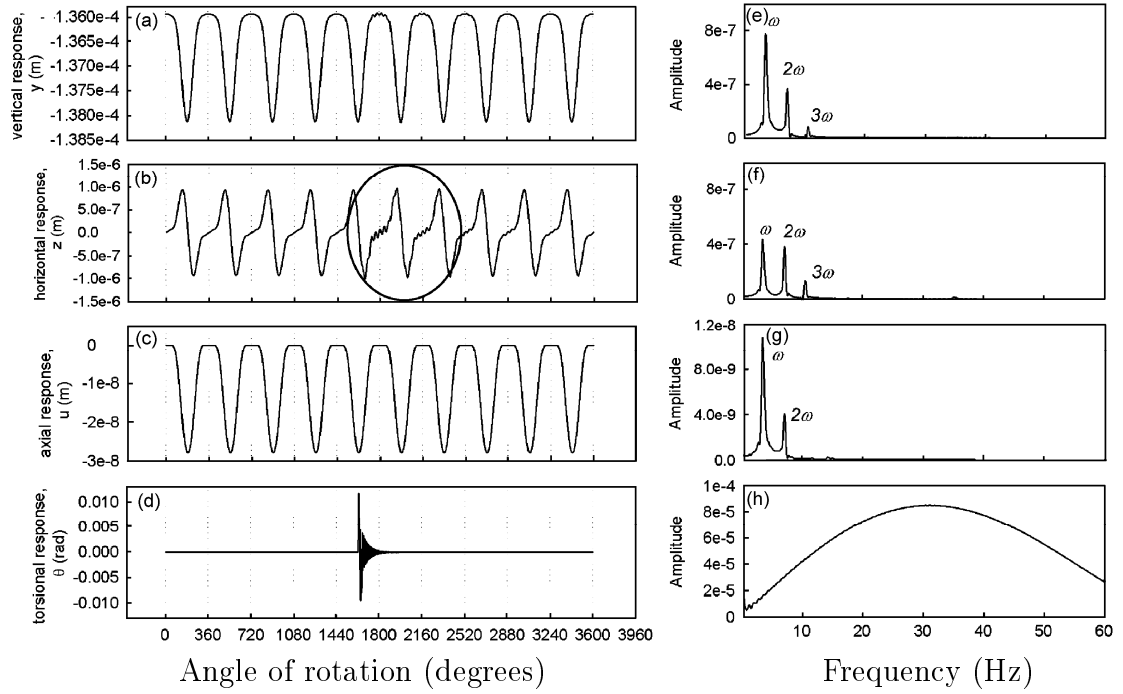 vertical response,
y (m)
-1.360e-4
-1.365e-4
-1.370e-4
-1.375e-4
-1.380e-4
-1.385e-4
(a)
horizontal response,
z (m)
1.5e-6
1.0e-6
5.0e-7
0.0
-5.0e-7
-1.0e-6
-1.5e-6
(b)
axial response,
u (m)
0
-1e-8
-2e-8
-3e-8
(c)
torsional response,
θ (rad)
0.010
0.005
0.000
-0.005
-0.010
(d)
0 360 720 1080 1440 1800 2160 2520 2880 3240 3600 3960
Angle of rotation (degrees)
Amplitude
8e-7
4e-7
0
(e)
ω
2ω
3ω
Amplitude
8e-7
4e-7
0
(f)
ω
2ω
3ω
Amplitude
1.2e-8
8.0e-9
4.0e-9
0.0
(g)
ω
2ω
Amplitude
1e-4
8e-5
6e-5
4e-5
2e-5
0
(h)
10 20 30 40 50 60
Frequency (Hz)